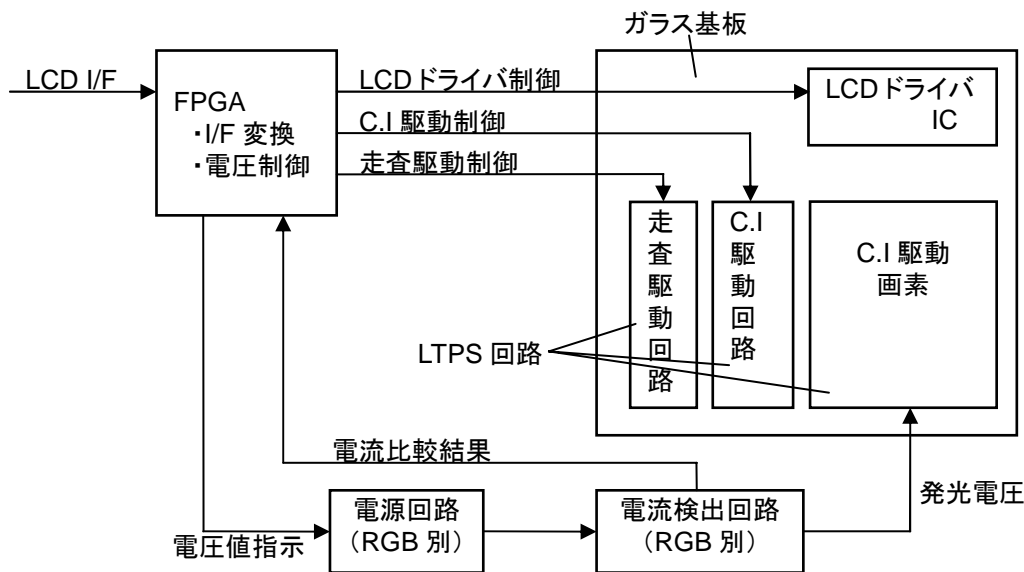 ガラス基板
LCD I/F
FPGA
・I/F 変換
・電圧制御
LCDドライバ制御
C.I 駆動制御
走査駆動制御
LCDドライバ
IC
走査駆動回路
C.I駆動回路
C.I 駆動
画素
LTPS 回路
電流比較結果
発光電圧
電圧値指示
電源回路
（RGB 別）
電流検出回路
（RGB 別）